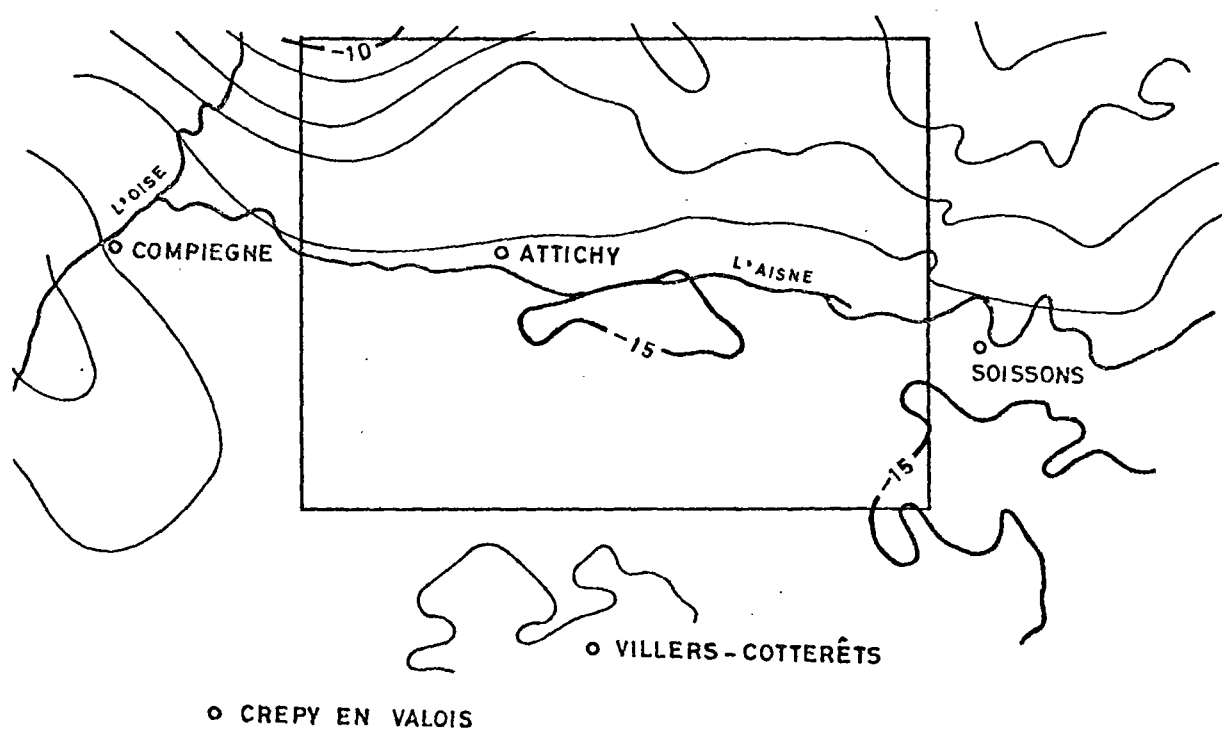 -10
L'OISE
COMPIEGNE
ATTICHY
L'AISNE
-15
SOISSONS
-15
VILLERS-COTTERÊTS
CREPY EN VALOIS